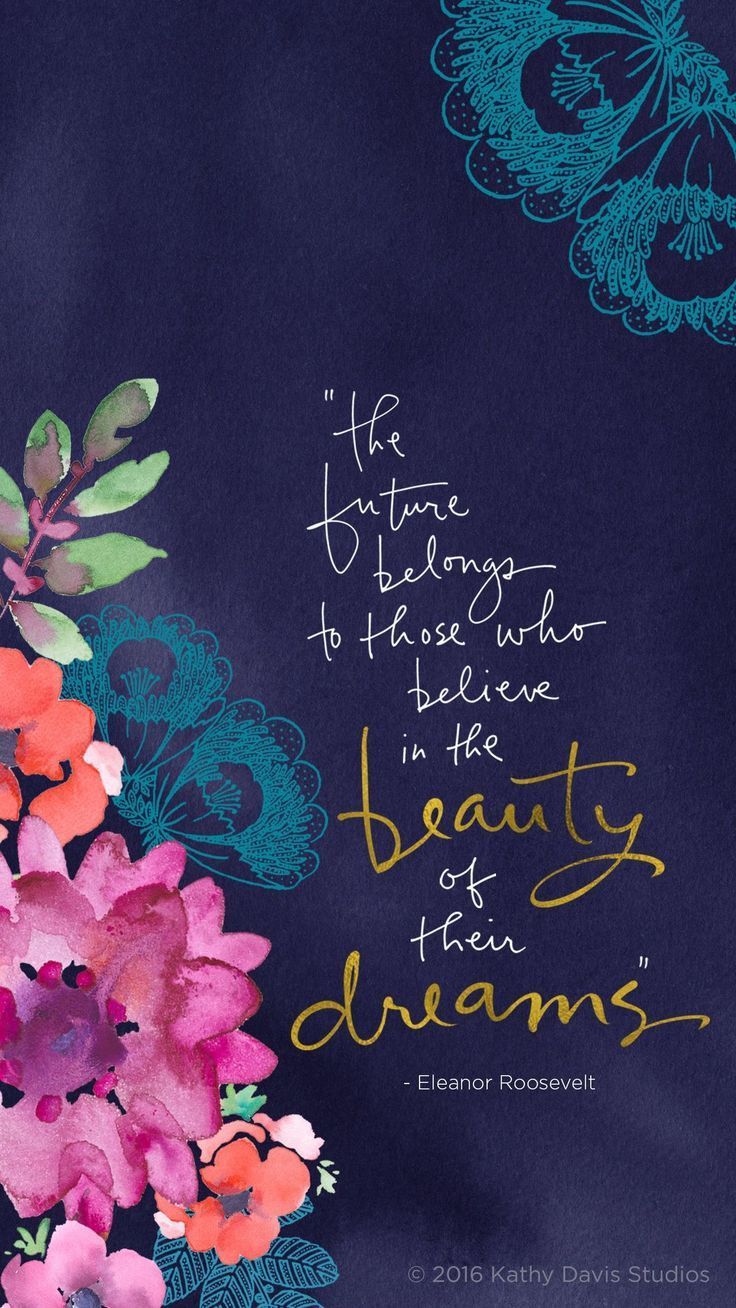 "the
future
belongs
to those who
believe
in the
beauty
of
their
dreams"
- Eleanor Roosevelt
© 2016 Kathy Davis Studios